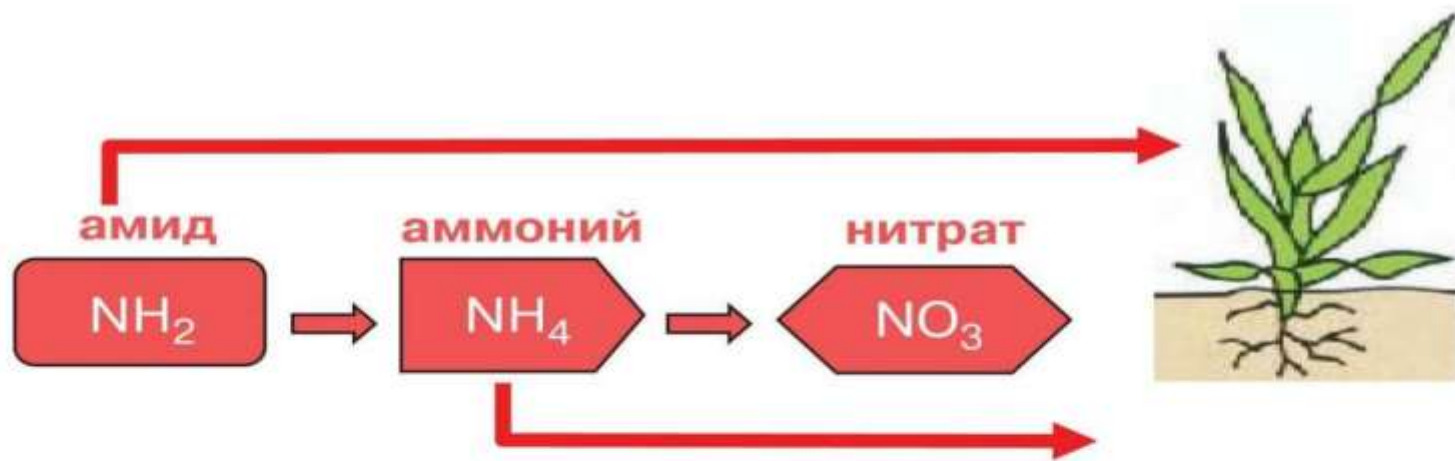 амид
аммоний
нитрат
NH₂
NH₄
NO₃